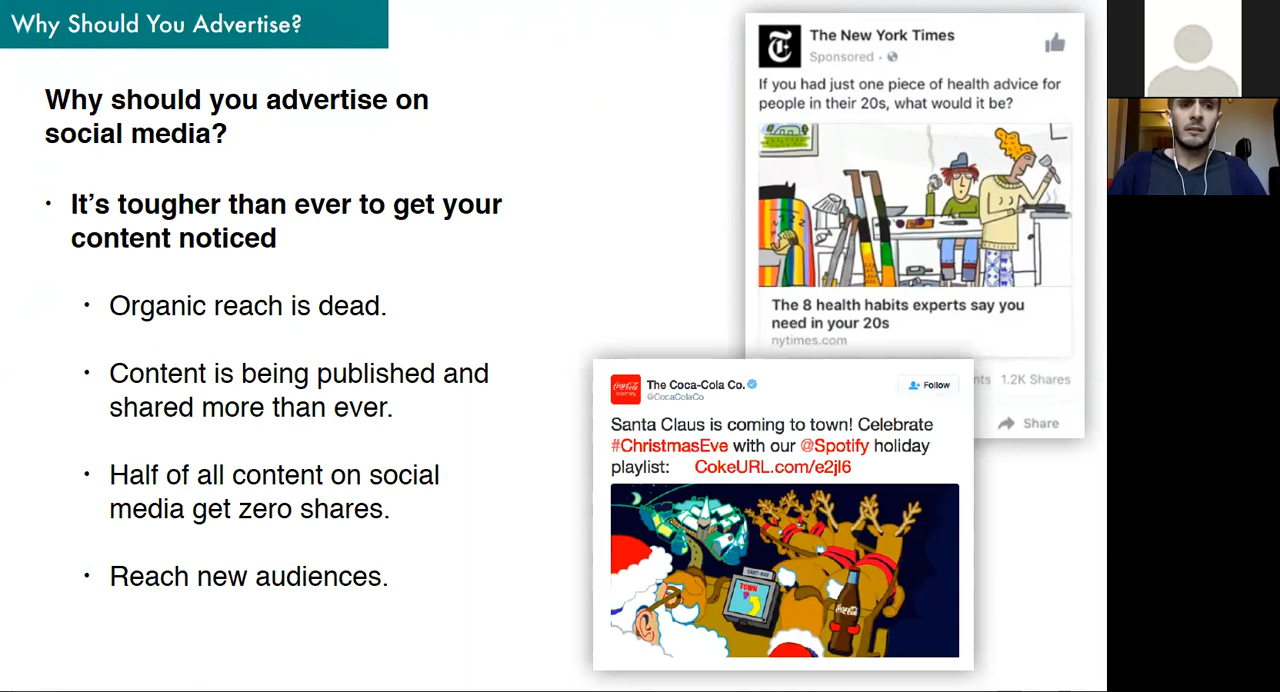 Why Should You Advertise?
Why should you advertise on
social media?
• It's tougher than ever to get your
content noticed
• Organic reach is dead.
• Content is being published and
shared more than ever.
• Half of all content on social
media get zero shares.
• Reach new audiences.
The New York Times
Sponsored ·
If you had just one piece of health advice for
people in their 20s, what would it be?
The 8 health habits experts say you
need in your 20s
nytimes.com
nts 1.2K Shares
Share
The Coca-Cola Co.
@CocaColaCo
Follow
Santa Claus is coming to town! Celebrate
#ChristmasEve with our @Spotify holiday
playlist: CokeURL.com/e2jl6
TOWN
Coca-Cola